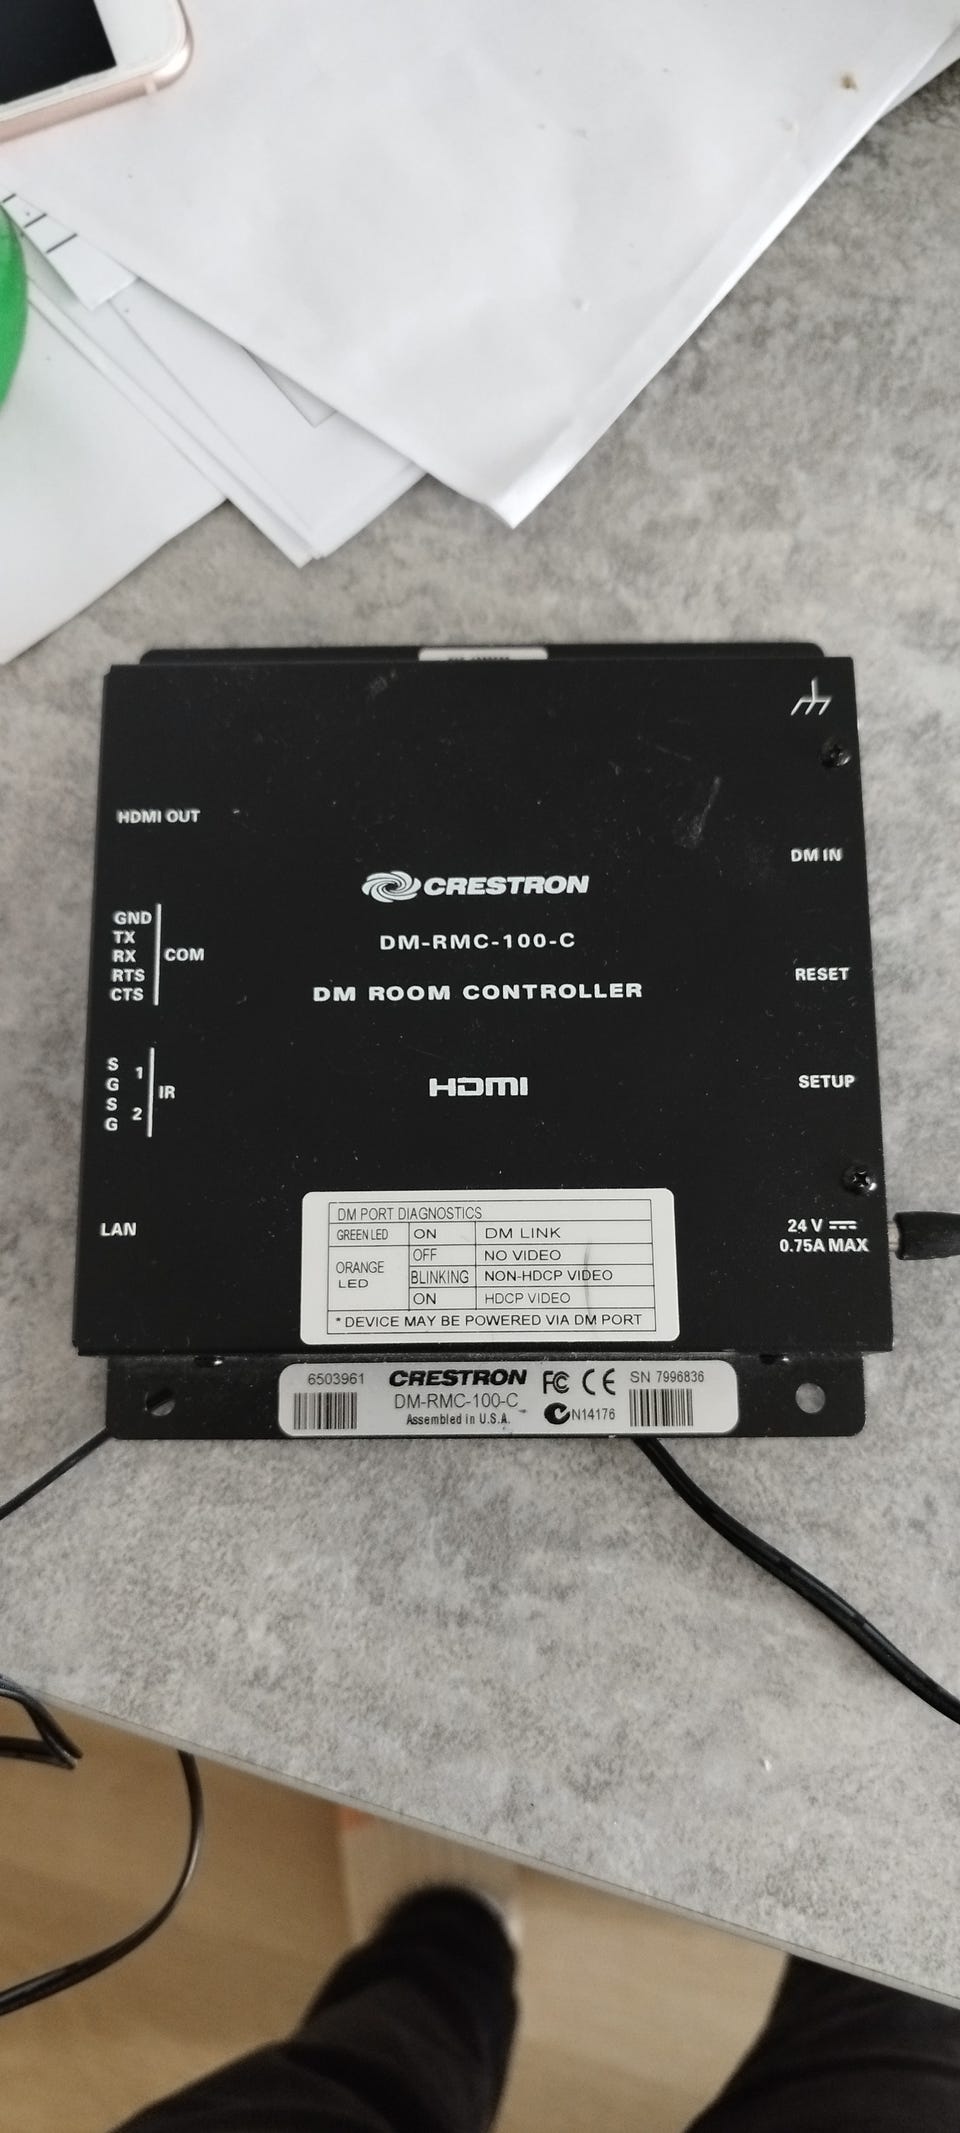 HDMI OUT
GND
TX
RX
RTS
CTS
COM
S
G
1
S
G
2
IR
LAN
CRESTRON
DM-RMC-100-C
DM ROOM CONTROLLER
HDMI
DM IN
RESET
SETUP
24 V
0.75A MAX
DM PORT DIAGNOSTICS
GREEN LED ON DM LINK
ORANGE LED OFF NO VIDEO
BLINKING NON-HDCP VIDEO
ON HDCP VIDEO
* DEVICE MAY BE POWERED VIA DM PORT
6503961 CRESTRON FC CE SN 7996836
DM-RMC-100-C
Assembled in U.S.A. N14176